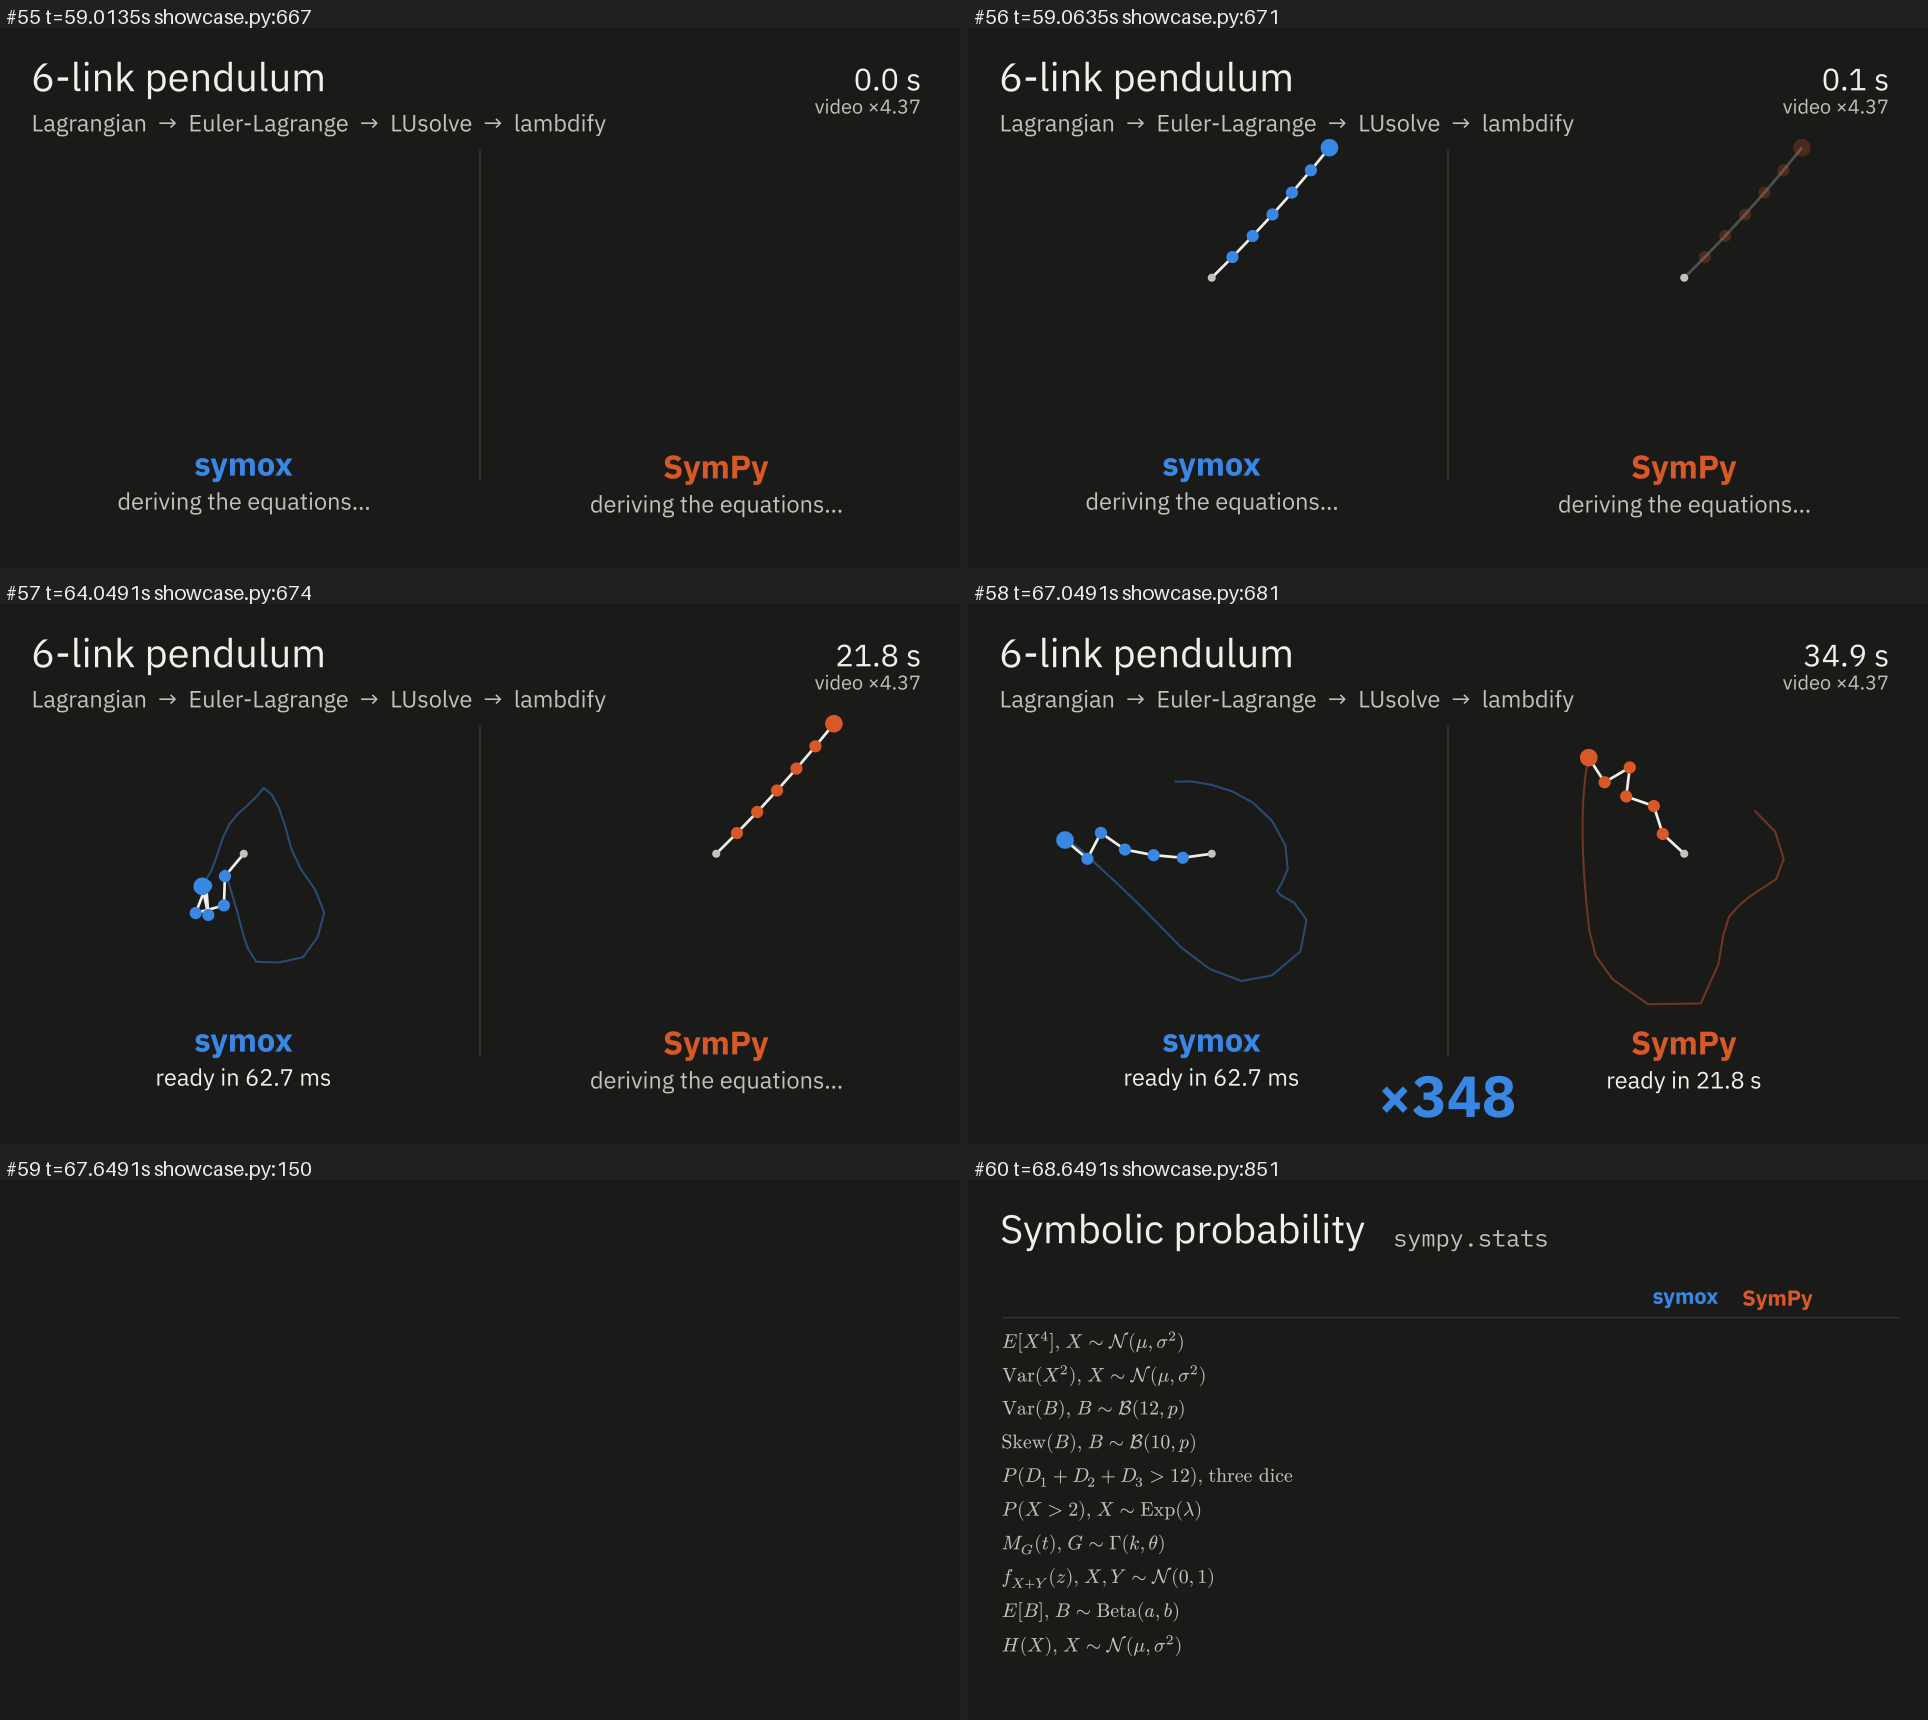 #55 t=59.0135s showcase.py:667
6-link pendulum
0.0 s
video ×4.37
Lagrangian → Euler-Lagrange → LUsolve → lambdify
symox
deriving the equations...
SymPy
deriving the equations...
#56 t=59.0635s showcase.py:671
6-link pendulum
0.1 s
video ×4.37
Lagrangian → Euler-Lagrange → LUsolve → lambdify
symox
deriving the equations...
SymPy
deriving the equations...
#57 t=64.0491s showcase.py:674
6-link pendulum
21.8 s
video ×4.37
Lagrangian → Euler-Lagrange → LUsolve → lambdify
symox
ready in 62.7 ms
SymPy
deriving the equations...
#58 t=67.0491s showcase.py:681
6-link pendulum
34.9 s
video ×4.37
Lagrangian → Euler-Lagrange → LUsolve → lambdify
symox
ready in 62.7 ms
×348
SymPy
ready in 21.8 s
#59 t=67.6491s showcase.py:150
#60 t=68.6491s showcase.py:851
Symbolic probability sympy.stats
symox SymPy
E[X⁴], X ∼ 𝒩(μ, σ²)
Var(X²), X ∼ 𝒩(μ, σ²)
Var(B), B ∼ ℬ(12, p)
Skew(B), B ∼ ℬ(10, p)
P(D₁ + D₂ + D₃ > 12), three dice
P(X > 2), X ∼ Exp(λ)
M_G(t), G ∼ Γ(k, θ)
f_{X+Y}(z), X, Y ∼ 𝒩(0, 1)
E[B], B ∼ Beta(a, b)
H(X), X ∼ 𝒩(μ, σ²)